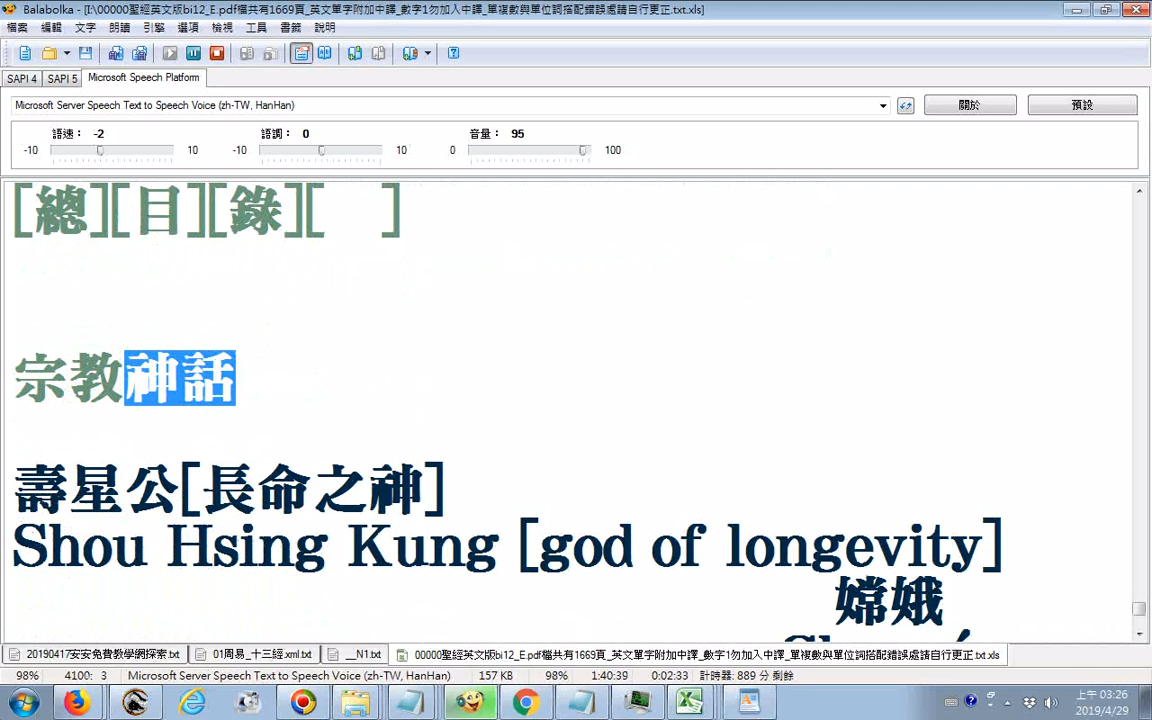 Balabolka - [I:\00000聖經英文版bi12_E.pdf檔共有1669頁_英文單字附加中譯_數字1勿加入中譯_單複數與單位詞搭配錯誤處請自行更正.txt.xls]
檔案 編輯 文字 朗讀 引擎 選項 檢視 工具 書籤 說明
SAPI 4 SAPI 5 Microsoft Speech Platform
Microsoft Server Speech Text to Speech Voice (zh-TW, HanHan) 關於 預設
語速： -2 語調： 0 音量： 95
-10 10 -10 10 0 100
[總][目][錄][ ]
宗教神話
壽星公[長命之神]
Shou Hsing Kung [god of longevity]
嫦娥
20190417安安免費教學網探索.txt 01周易_十三經.xml.txt __N1.txt 00000聖經英文版bi12_E.pdf檔共有1669頁_英文單字附加中譯_數字1勿加入中譯_單複數與單位詞搭配錯誤處請自行更正.txt.xls
98% 4100: 3 Microsoft Server Speech Text to Speech Voice (zh-TW, HanHan) 157 KB 98% 1:40:39 0:02:33 計時器: 889 分 剩餘
上午 03:26
2019/4/29